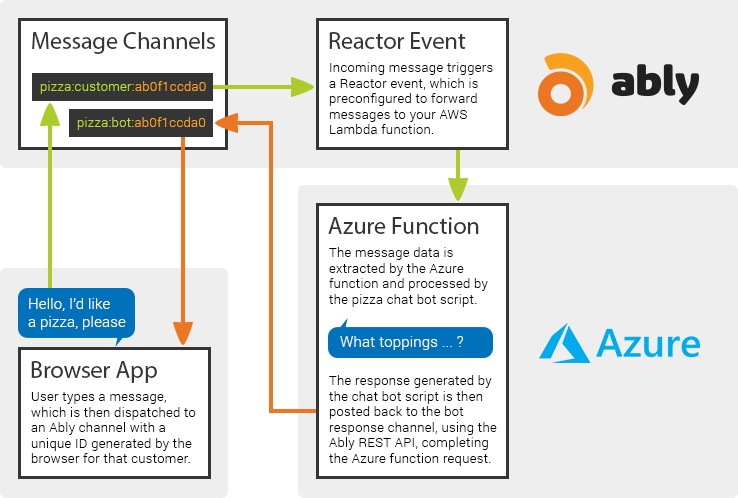 Message Channels
pizza:customer:ab0f1ccda0
pizza:bot:ab0f1ccda0
Reactor Event
Incoming message triggers
a Reactor event, which is
preconfigured to forward
messages to your AWS
Lambda function.
ably
Azure Function
The message data is
extracted by the Azure
function and processed by
the pizza chat bot script.
What toppings ... ?
The response generated by
the chat bot script is then
posted back to the bot
response channel, using the
Ably REST API, completing
the Azure function request.
Azure
Hello, I'd like
a pizza, please
Browser App
User types a message,
which is then dispatched to
an Ably channel with a
unique ID generated by the
browser for that customer.